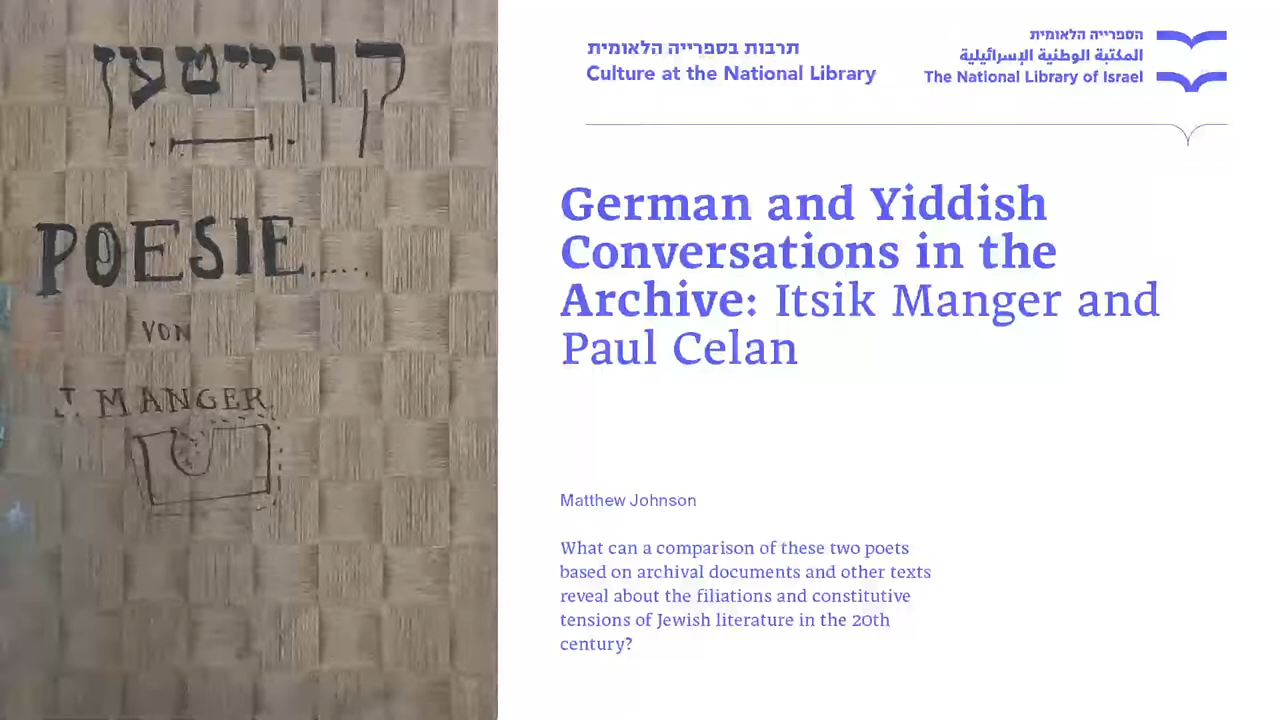 קווייטען
POESIE......
VON
I. MANGER
תרבות בספרייה הלאומית
Culture at the National Library
הספרייה הלאומית
المكتبة الوطنية الإسرائيلية
The National Library of Israel
German and Yiddish
Conversations in the
Archive: Itsik Manger and
Paul Celan
Matthew Johnson
What can a comparison of these two poets
based on archival documents and other texts
reveal about the filiations and constitutive
tensions of Jewish literature in the 20th
century?